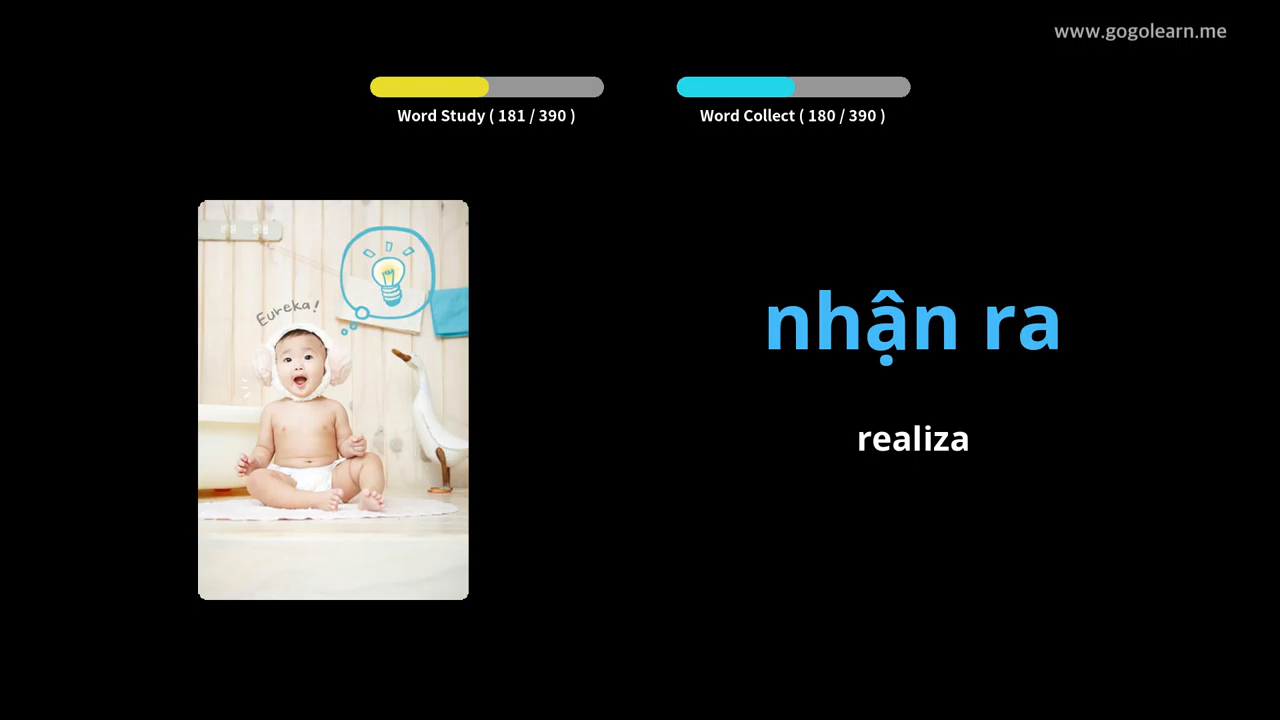 www.gogolearn.me
Word Study ( 181 / 390 )
Word Collect ( 180 / 390 )
Eureka!
nhận ra
realiza